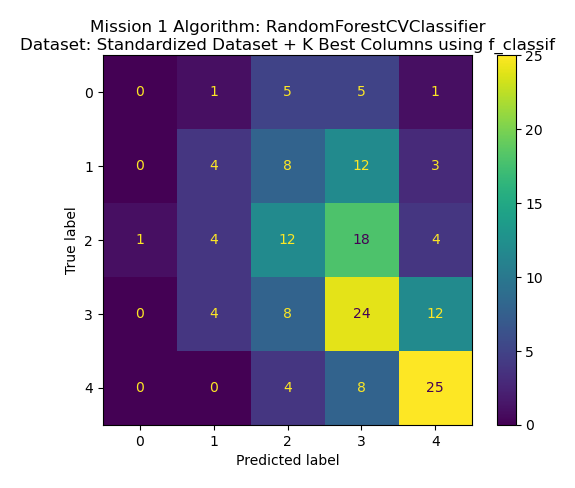 Mission 1 Algorithm: RandomForestCVClassifier
Dataset: Standardized Dataset + K Best Columns using f_classif
25
0 0 1 5 5 1
20
1 0 4 8 12 3
15
True label
2 1 4 12 18 4
10
3 0 4 8 24 12
5
4 0 0 4 8 25
0
0 1 2 3 4
Predicted label